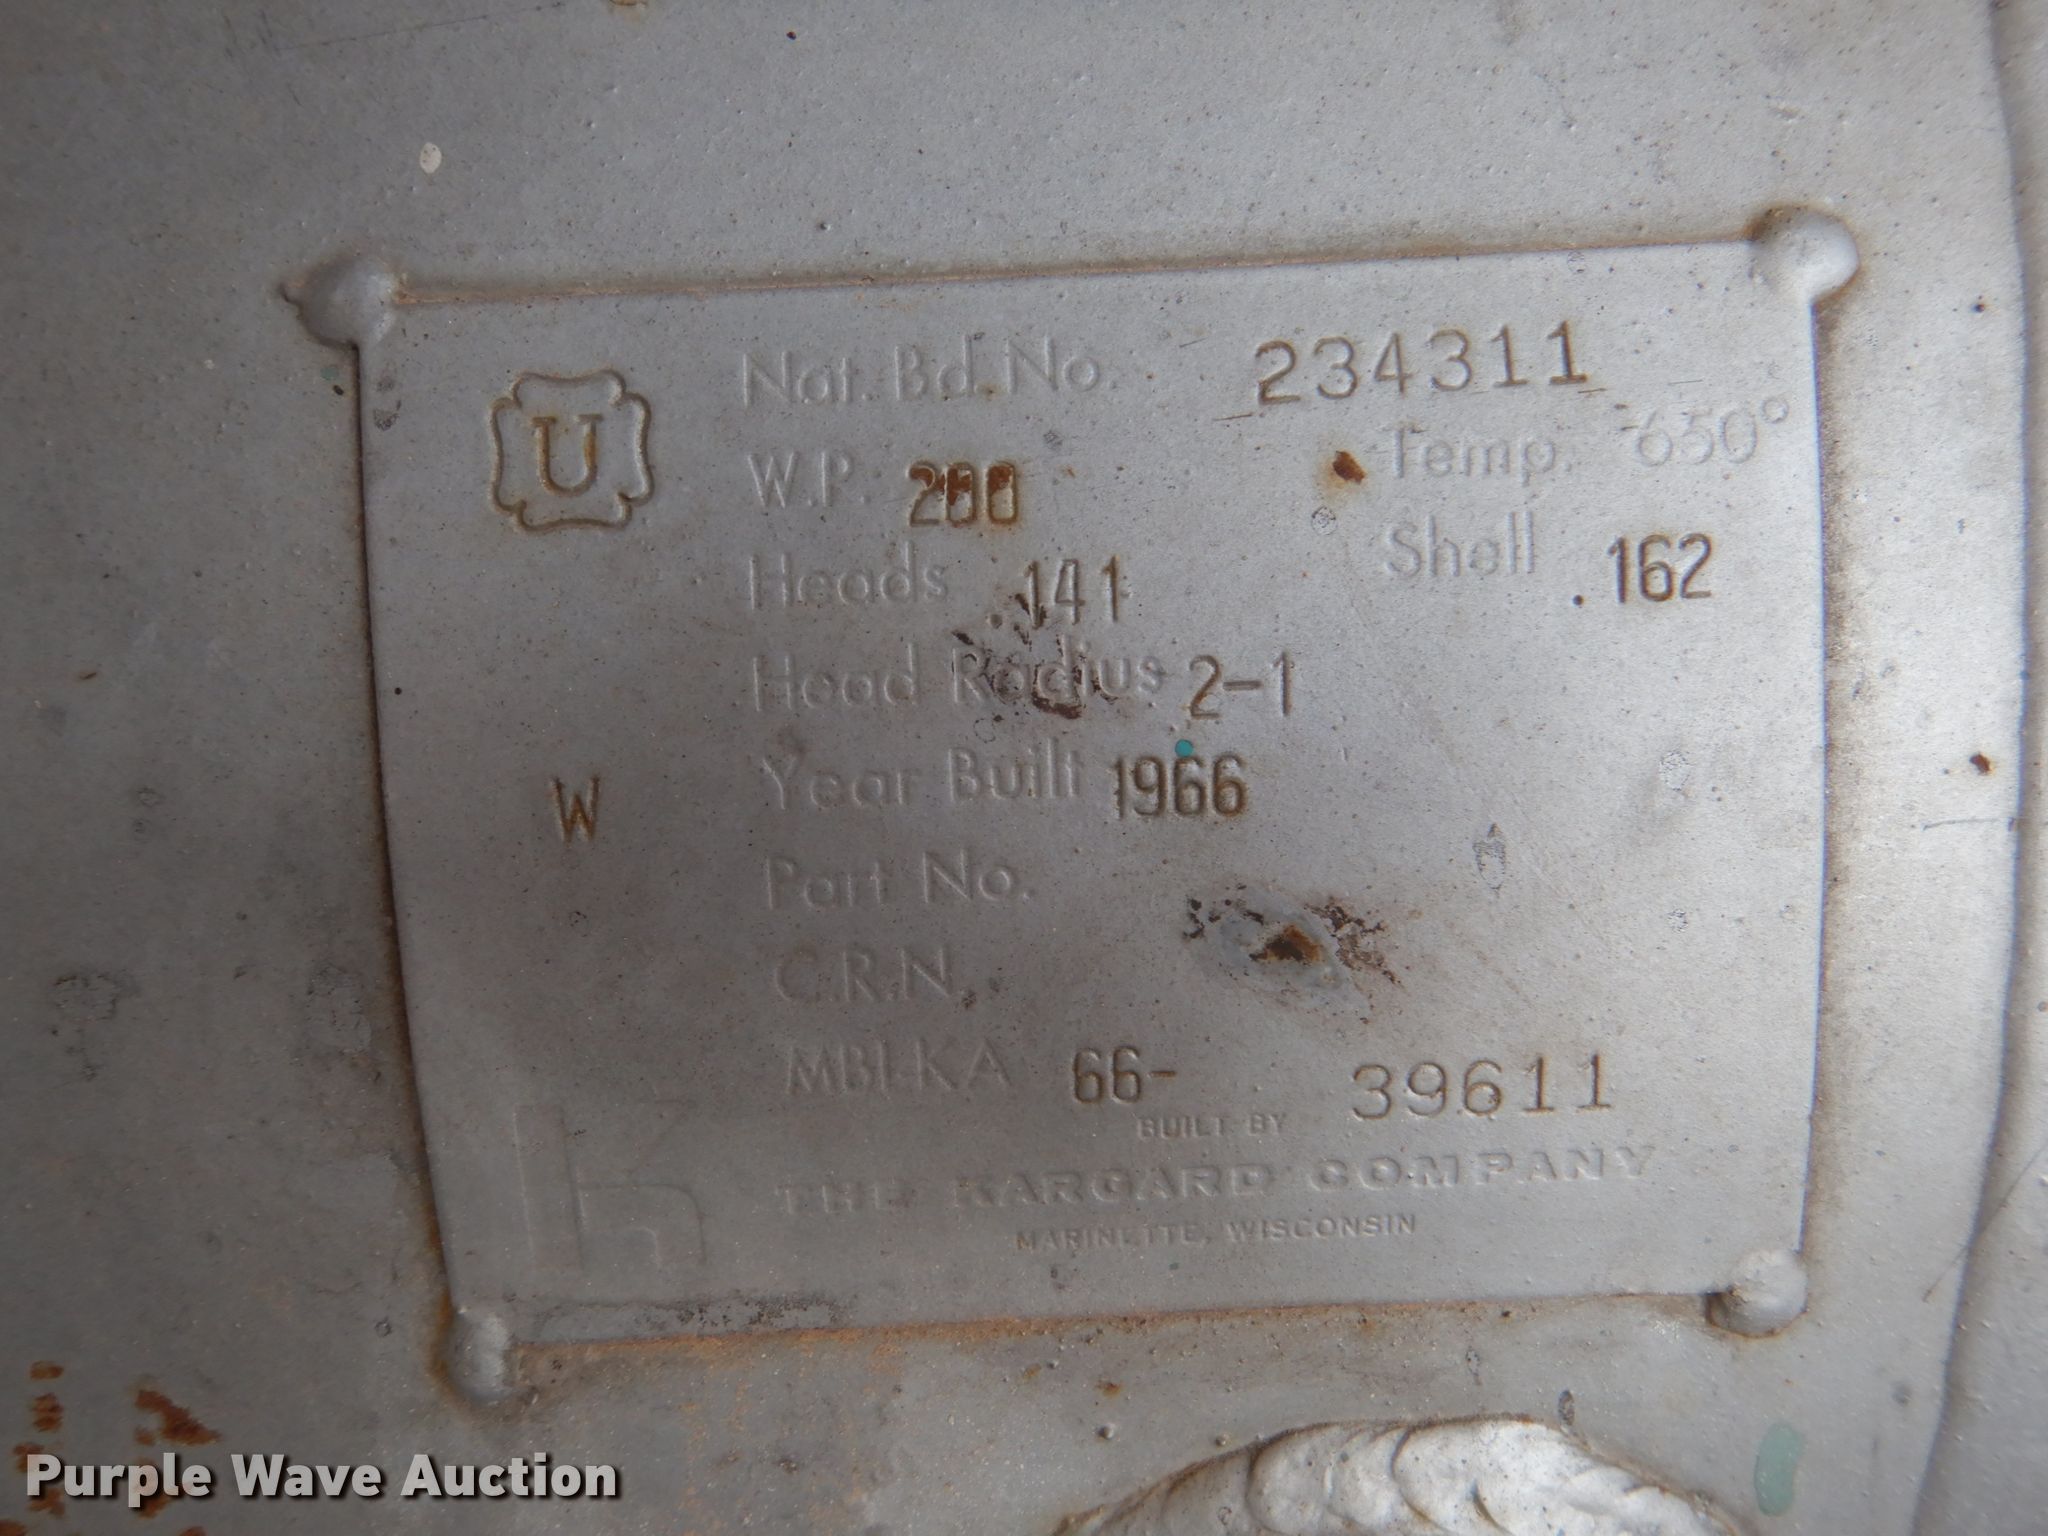 U
Nat. Bd. No. 234311
W.P. 200 Temp. 650°
Heads .141 Shell .162
Head Radius 2-1
W Year Built 1966
Part No.
C.R.N.
MBI-KA 66- 39611
BUILT BY
THE KARGARD COMPANY
MARINETTE, WISCONSIN
Purple Wave Auction